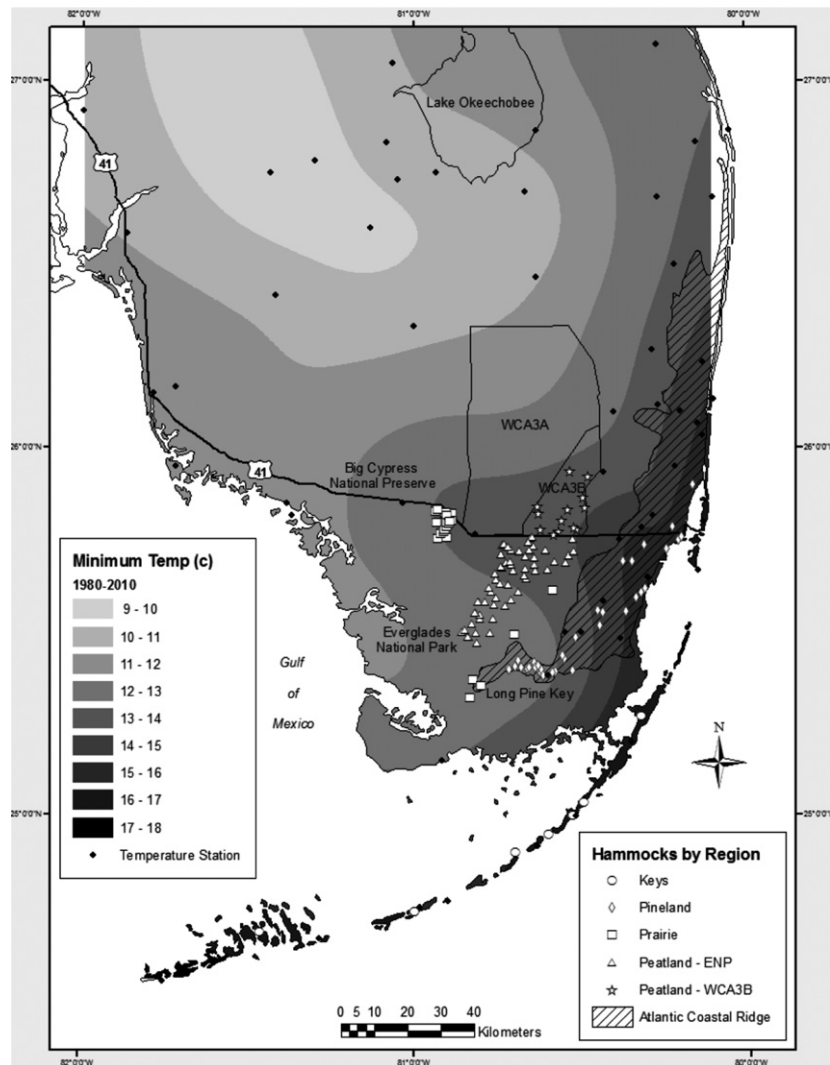 82°0'0"W
81°0'0"W
80°0'0"W
27°0'0"N
27°0'0"N
Lake Okeechobee
41
WCA3A
26°0'0"N
26°0'0"N
Big Cypress
National Preserve
41
WCA3B
Minimum Temp (c)
1980-2010
9 - 10
10 - 11
11 - 12
12 - 13
13 - 14
14 - 15
15 - 16
16 - 17
17 - 18
Temperature Station
Everglades
National Park
Gulf
of
Mexico
Long Pine Key
N
25°0'0"N
25°0'0"N
Hammocks by Region
Keys
Pineland
Prairie
Peatland - ENP
Peatland - WCA3B
Atlantic Coastal Ridge
0 5 10 20 30 40
Kilometers
82°0'0"W
81°0'0"W
80°0'0"W